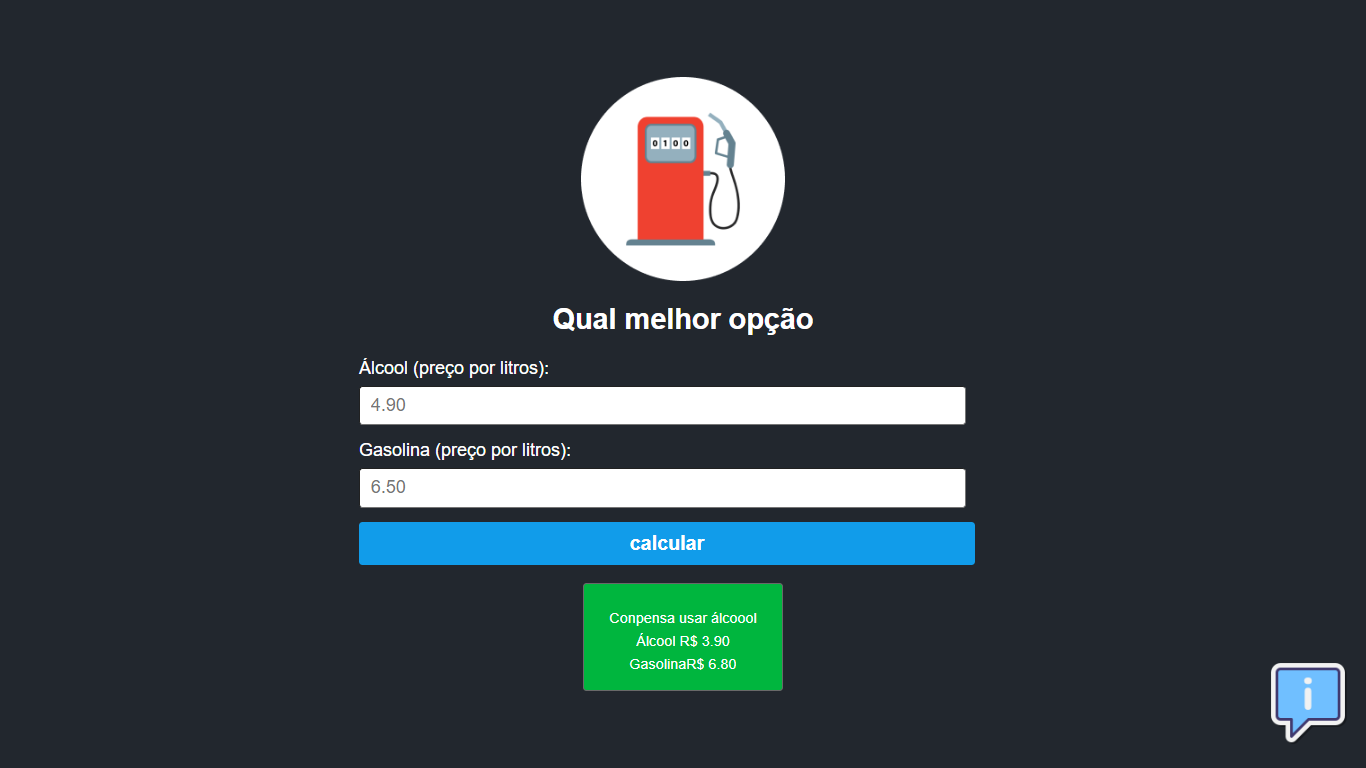 0100
Qual melhor opção
Álcool (preço por litros):
4.90
Gasolina (preço por litros):
6.50
calcular
Conpensa usar álcoool
Álcool R$ 3.90
GasolinaR$ 6.80
i